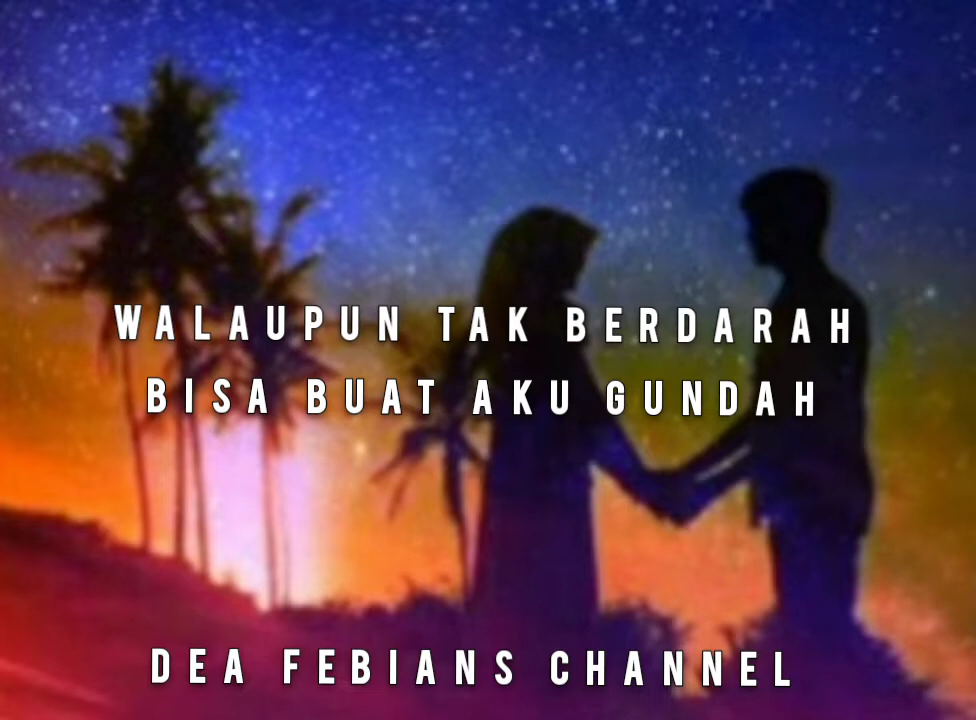 WALAUPUN TAK BERDARAH
BISA BUAT AKU GUNDAH
DEA FEBIANS CHANNEL